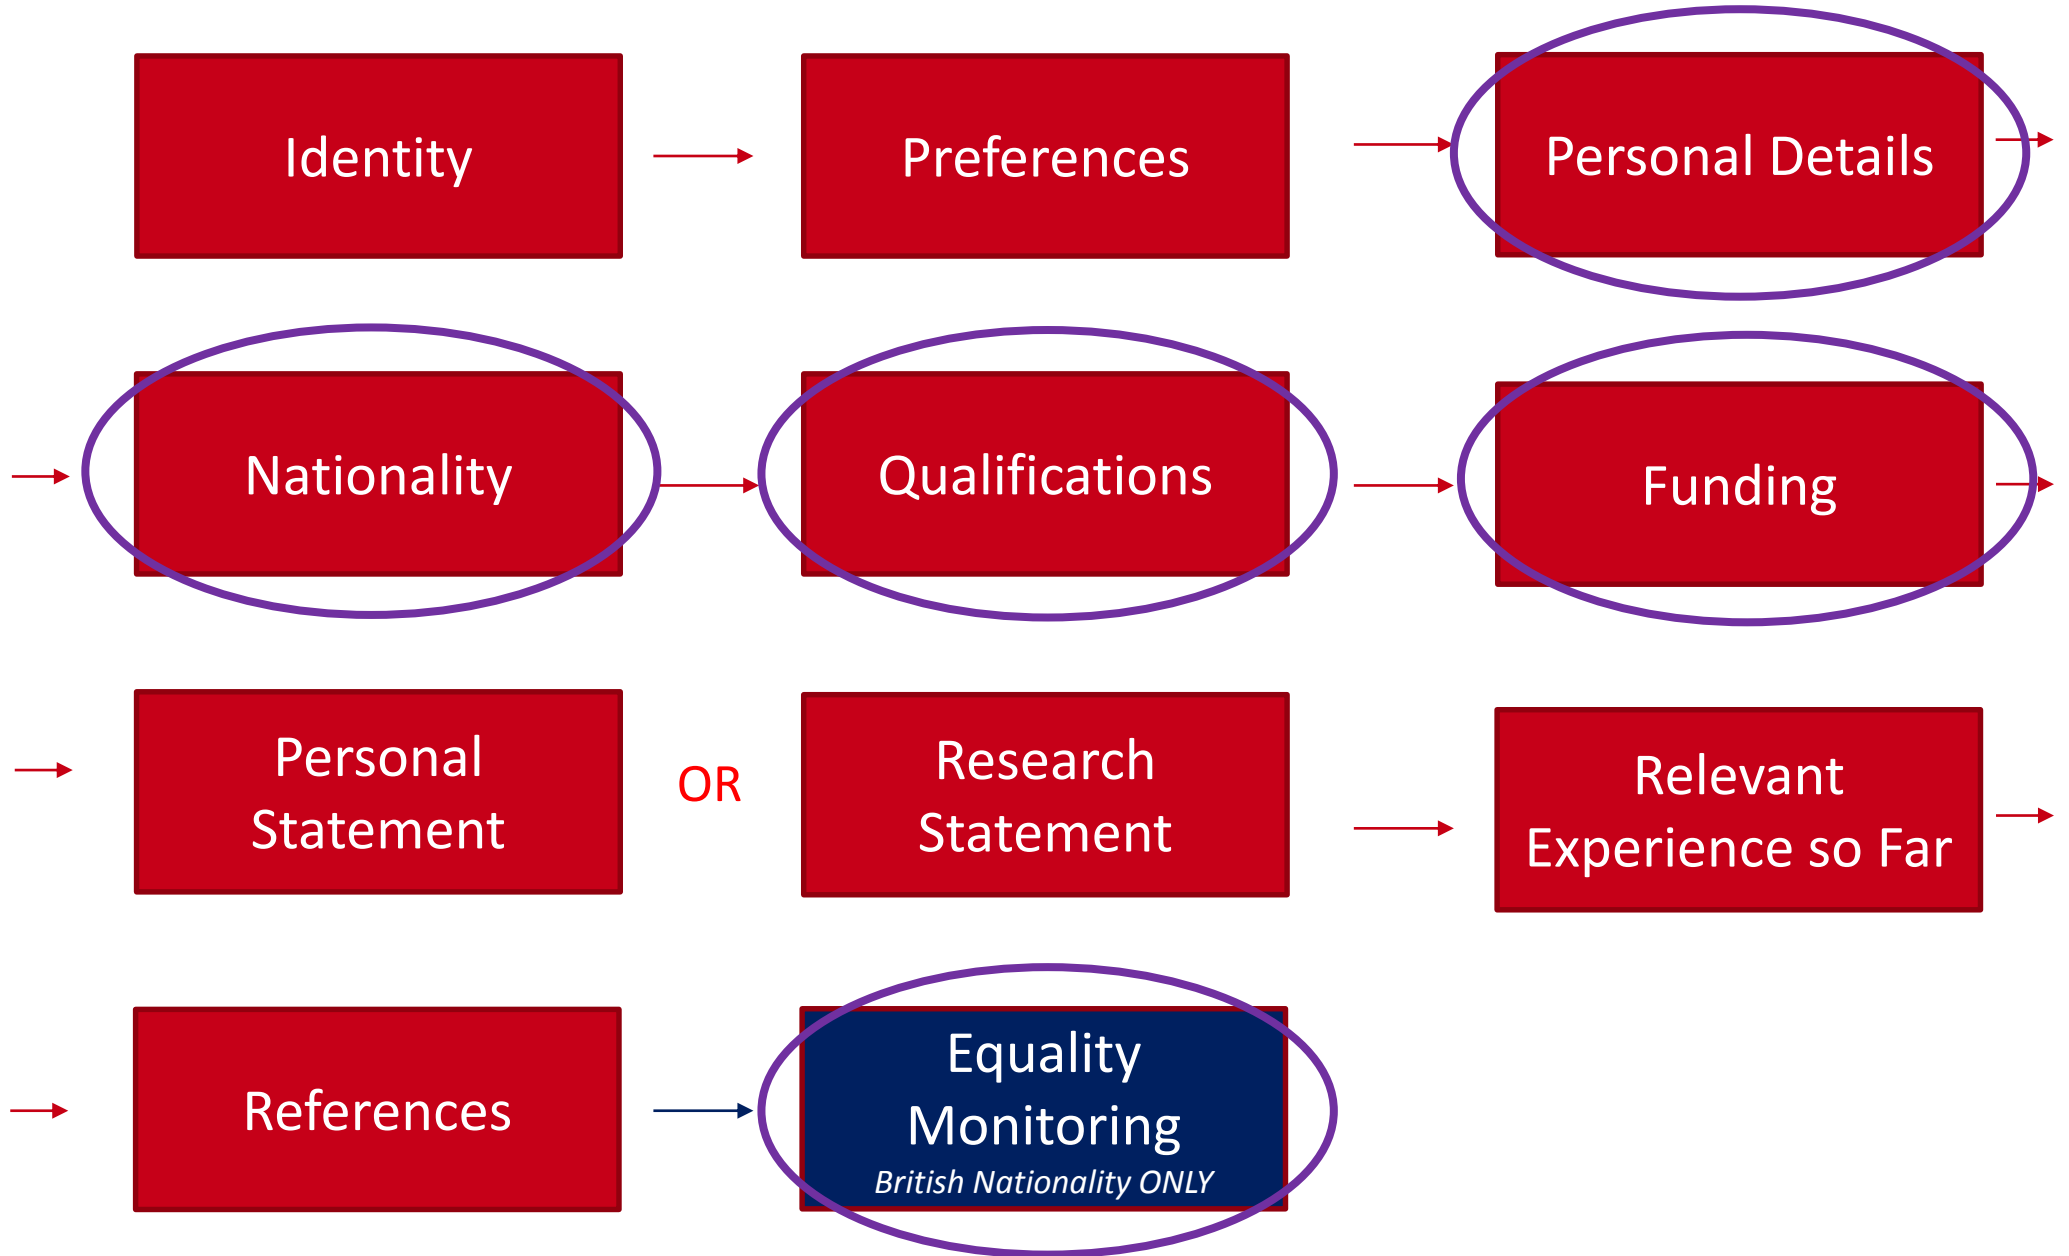 Identity
Preferences
Personal Details
Nationality
Qualifications
Funding
Personal
Statement
OR
Research
Statement
Relevant
Experience so Far
References
Equality
Monitoring
British Nationality ONLY